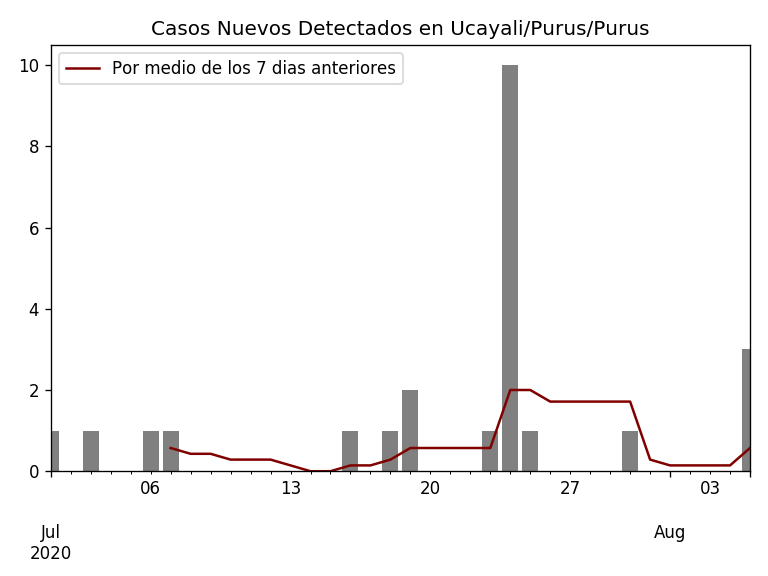 Casos Nuevos Detectados en Ucayali/Purus/Purus
Por medio de los 7 dias anteriores
10
8
6
4
2
0
06 13 20 27 03
Jul Aug
2020